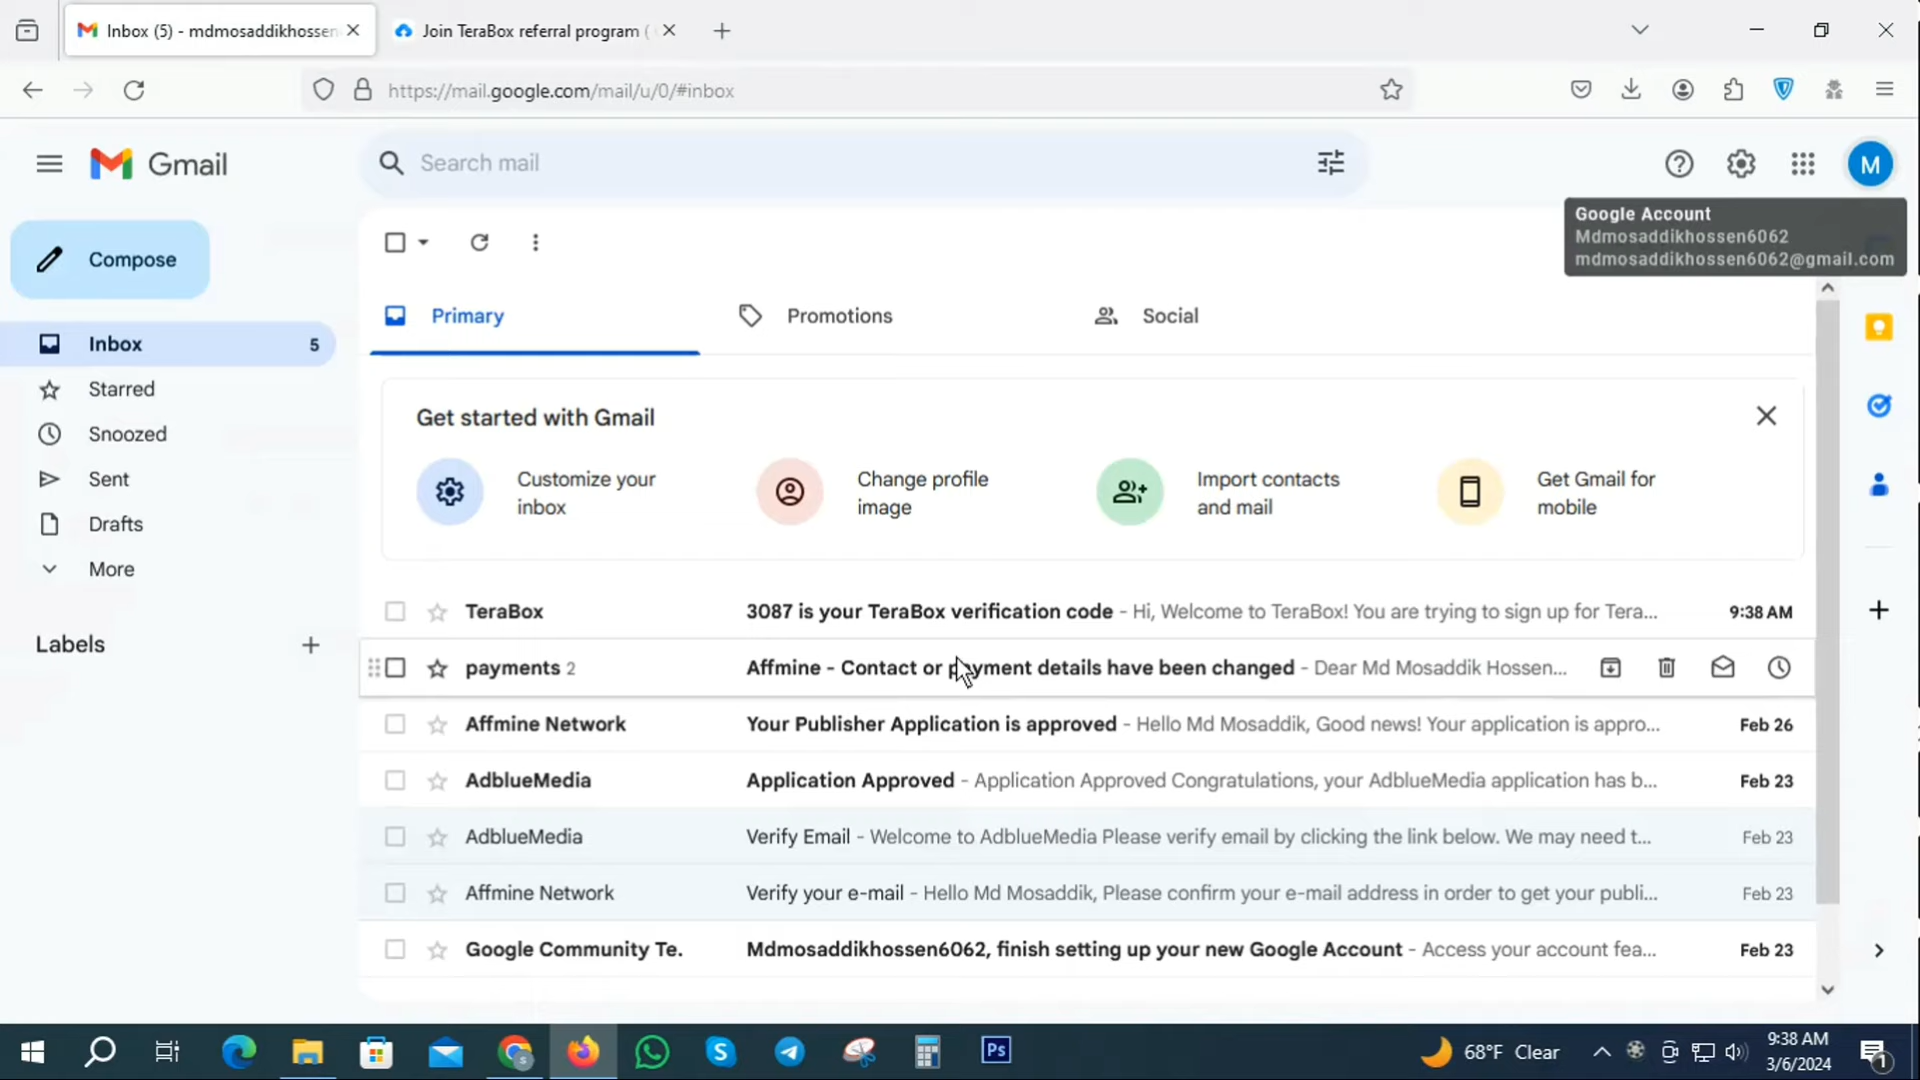 Inbox (5) - mdmosaddikhossen
Join TeraBox referral program (
https://mail.google.com/mail/u/0/#inbox
Gmail
Search mail
M
Google Account
Mdmosaddikhossen6062
mdmosaddikhossen6062@gmail.com
Compose
Inbox 5
Starred
Snoozed
Sent
Drafts
More
Labels
Primary
Promotions
Social
Get started with Gmail
Customize your
inbox
Change profile
image
Import contacts
and mail
Get Gmail for
mobile
TeraBox 3087 is your TeraBox verification code - Hi, Welcome to TeraBox! You are trying to sign up for Tera... 9:38 AM
payments 2 Affmine - Contact or payment details have been changed - Dear Md Mosaddik Hossen...
Affmine Network Your Publisher Application is approved - Hello Md Mosaddik, Good news! Your application is appro... Feb 26
AdblueMedia Application Approved - Application Approved Congratulations, your AdblueMedia application has b... Feb 23
AdblueMedia Verify Email - Welcome to AdblueMedia Please verify email by clicking the link below. We may need t... Feb 23
Affmine Network Verify your e-mail - Hello Md Mosaddik, Please confirm your e-mail address in order to get your publi... Feb 23
Google Community Te. Mdmosaddikhossen6062, finish setting up your new Google Account - Access your account fea... Feb 23
Ps
68°F Clear
9:38 AM
3/6/2024
1